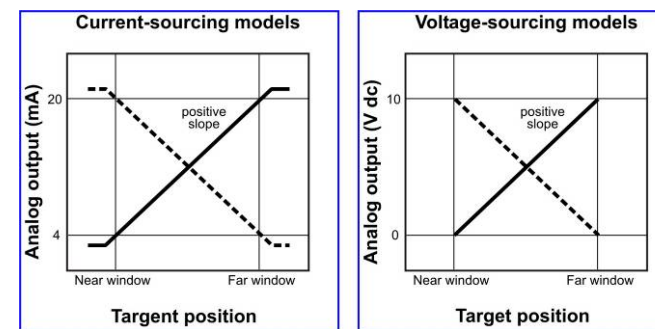 Current-sourcing models
Analog output (mA)
20
4
positive
slope
Near window
Far window
Targent position
Voltage-sourcing models
Analog output (V dc)
10
0
positive
slope
Near window
Far window
Target position